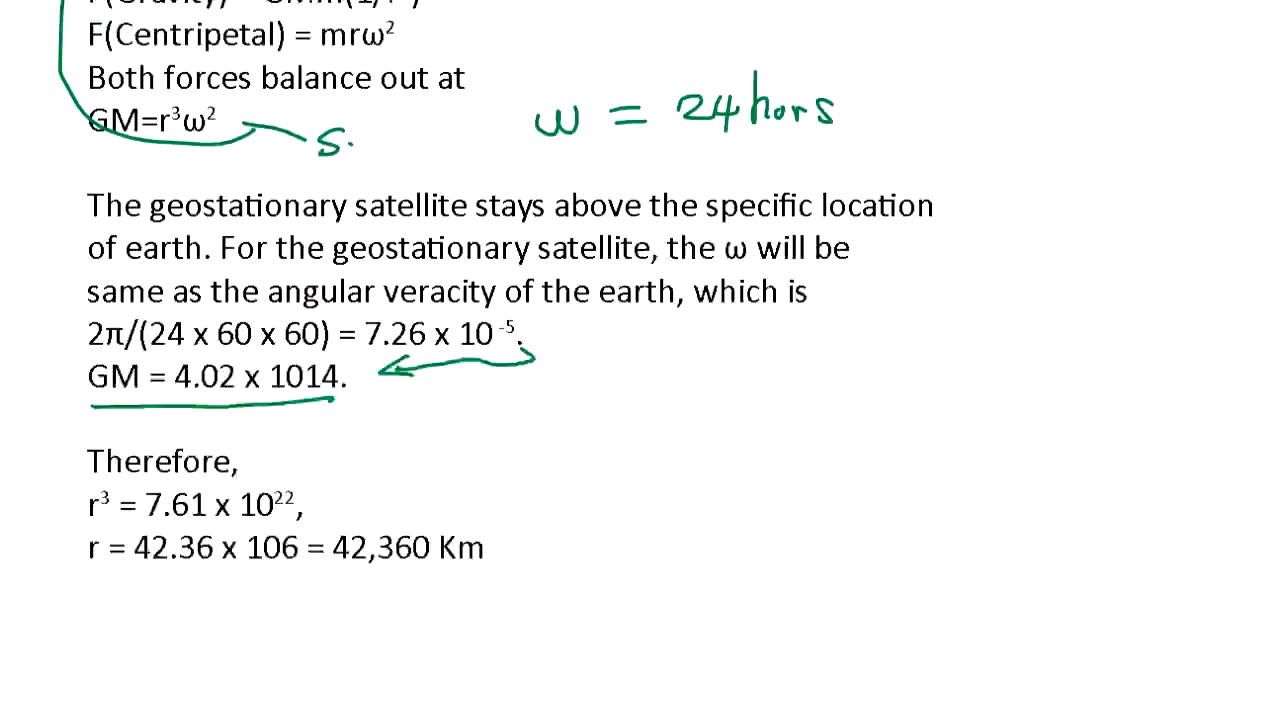 F(Centripetal) = mrω²
Both forces balance out at
GM=r³ω²
ω = 24 hors
S.
The geostationary satellite stays above the specific location
of earth. For the geostationary satellite, the ω will be
same as the angular veracity of the earth, which is
2π/(24 x 60 x 60) = 7.26 x 10⁻⁵.
GM = 4.02 x 1014.
Therefore,
r³ = 7.61 x 10²²,
r = 42.36 x 106 = 42,360 Km